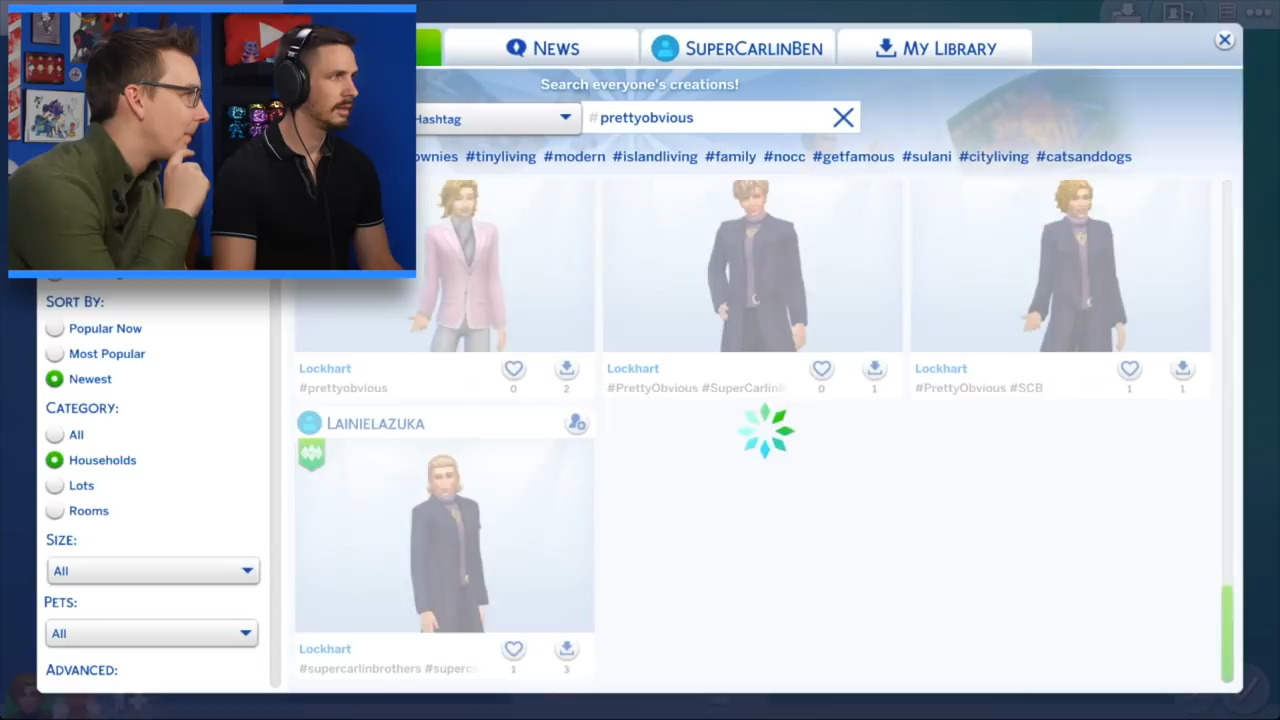 NEWS
SUPERCARLINBEN
MY LIBRARY
Search everyone's creations!
Hashtag
# prettyobvious
ownies #tinyliving #modern #islandliving #family #nocc #getfamous #sulani #cityliving #catsanddogs
SORT BY:
Popular Now
Most Popular
Newest
CATEGORY:
All
Households
Lots
Rooms
SIZE:
All
PETS:
All
ADVANCED:
Lockhart
#prettyobvious
0
2
Lockhart
#PrettyObvious #SuperCarlin
0
1
Lockhart
#PrettyObvious #SCB
1
1
LAINIELAZUKA
Lockhart
#supercarlinbrothers #superc
1
3